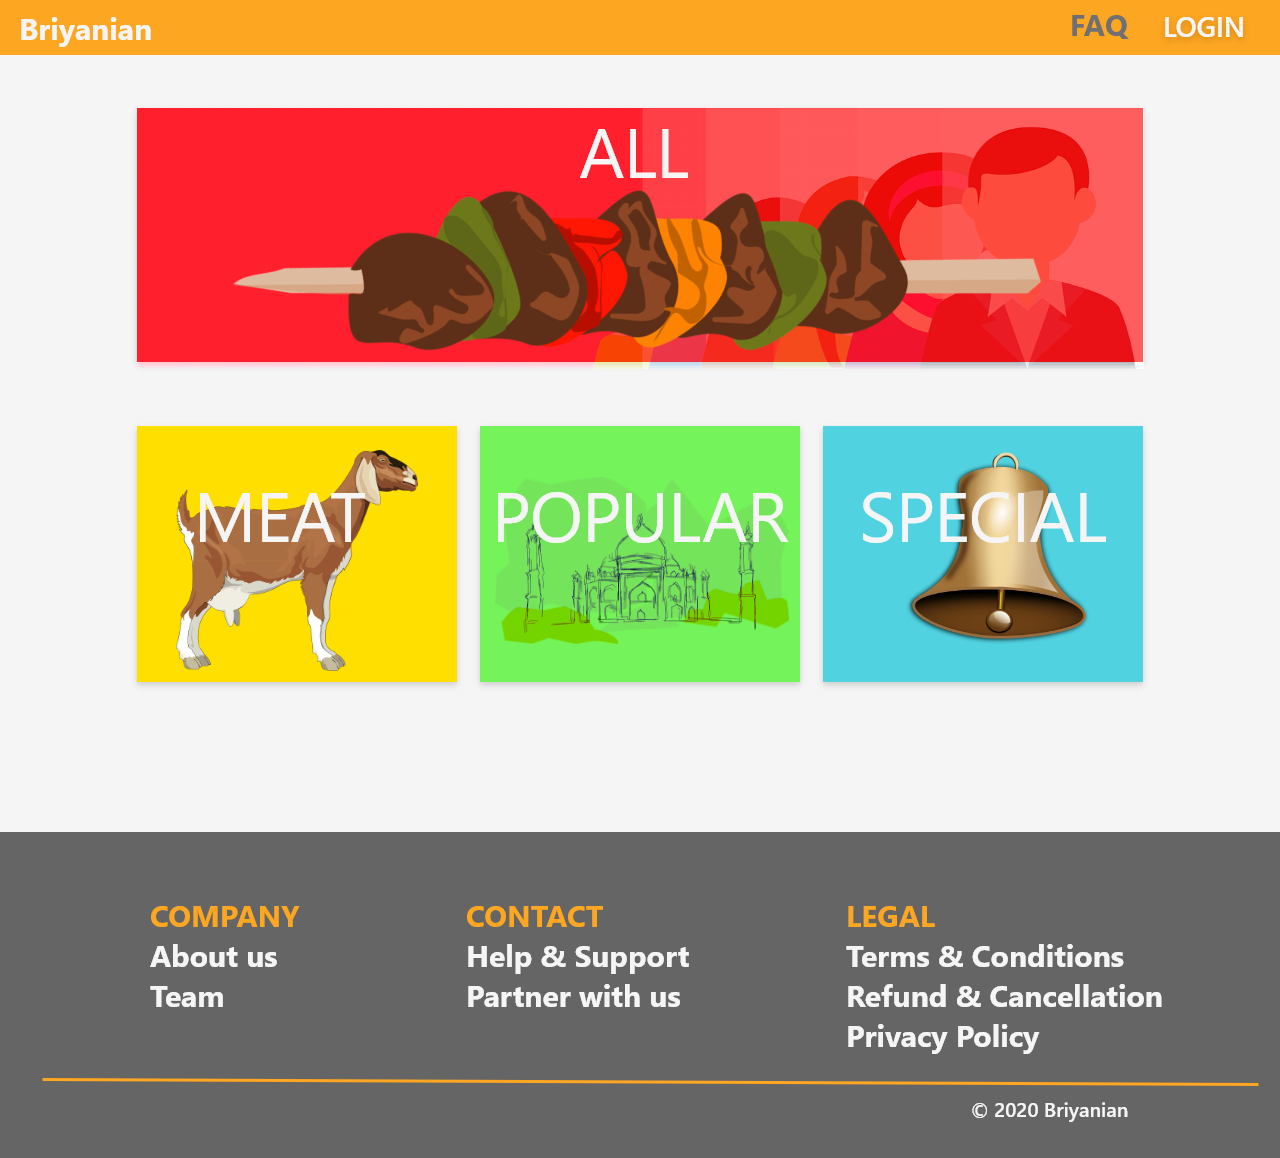 Briyanian
FAQ
LOGIN
ALL
MEAT
POPULAR
SPECIAL
COMPANY
About us
Team
CONTACT
Help & Support
Partner with us
LEGAL
Terms & Conditions
Refund & Cancellation
Privacy Policy
© 2020 Briyanian